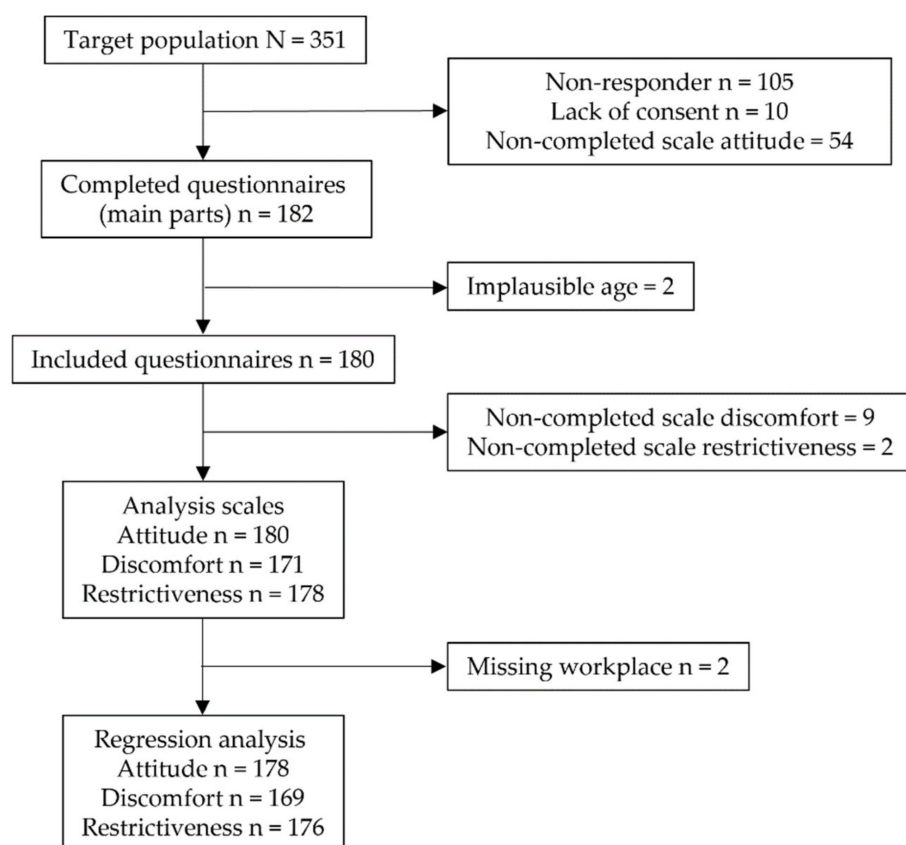 Target population N = 351
Non-responder n = 105
Lack of consent n = 10
Non-completed scale attitude = 54
Completed questionnaires
(main parts) n = 182
Implausible age = 2
Included questionnaires n = 180
Non-completed scale discomfort = 9
Non-completed scale restrictiveness = 2
Analysis scales
Attitude n = 180
Discomfort n = 171
Restrictiveness n = 178
Missing workplace n = 2
Regression analysis
Attitude n = 178
Discomfort n = 169
Restrictiveness n = 176